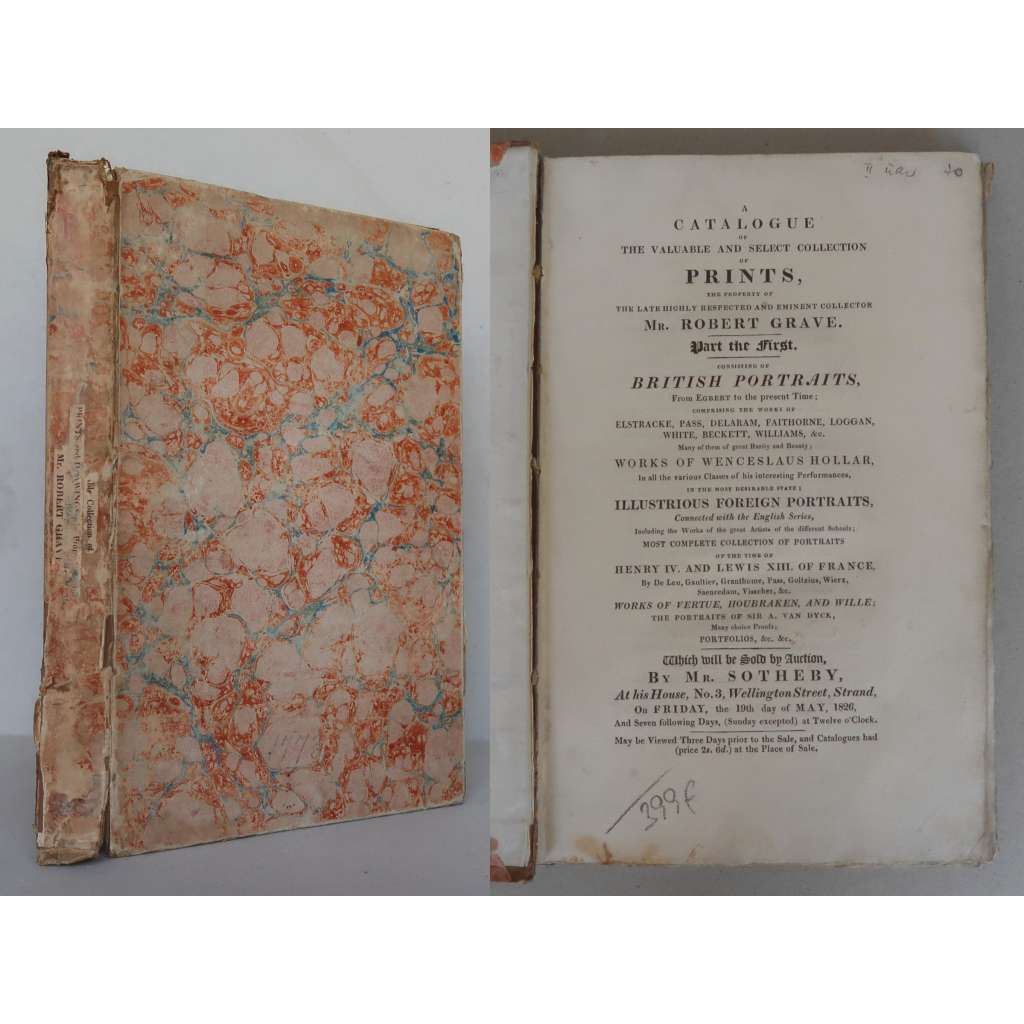 the Collection of
PRINTS, and DRAWINGS
Mr. ROBERT GRAVE
20
A
CATALOGUE
OF
THE VALUABLE AND SELECT COLLECTION
OF
PRINTS,
THE PROPERTY OF
THE LATE HIGHLY RESPECTED AND EMINENT COLLECTOR
MR. ROBERT GRAVE.
Part the First.
CONSISTING OF
BRITISH PORTRAITS,
From EGBERT to the present Time;
COMPRISING THE WORKS OF
ELSTRACKE, PASS, DELARAM, FAITHORNE, LOGGAN,
WHITE, BECKETT, WILLIAMS, &c.
Many of them of great Rarity and Beauty;
WORKS OF WENCESLAUS HOLLAR,
In all the various Classes of his interesting Performances,
IN THE MOST DESIRABLE STATE;
ILLUSTRIOUS FOREIGN PORTRAITS,
Connected with the English Series,
Including the Works of the great Artists of the different Schools;
MOST COMPLETE COLLECTION OF PORTRAITS
OF THE TIME OF
HENRY IV. AND LEWIS XIII. OF FRANCE,
By De Leu, Gaultier, Granthome, Pass, Goltzius, Wierx,
Saenredam, Visscher, &c.
WORKS OF VERTUE, HOUBRAKEN, AND WILLE;
THE PORTRAITS OF SIR A. VAN DYCK,
Many choice Proofs;
PORTFOLIOS, &c. &c.
Which will be Sold by Auction,
BY MR. SOTHEBY,
At his House, No. 3, Wellington Street, Strand,
On FRIDAY, the 19th day of MAY, 1826,
And Seven following Days, (Sunday excepted) at Twelve o'Clock.
May be Viewed Three Days prior to the Sale, and Catalogues had
(price 2s. 6d.) at the Place of Sale.